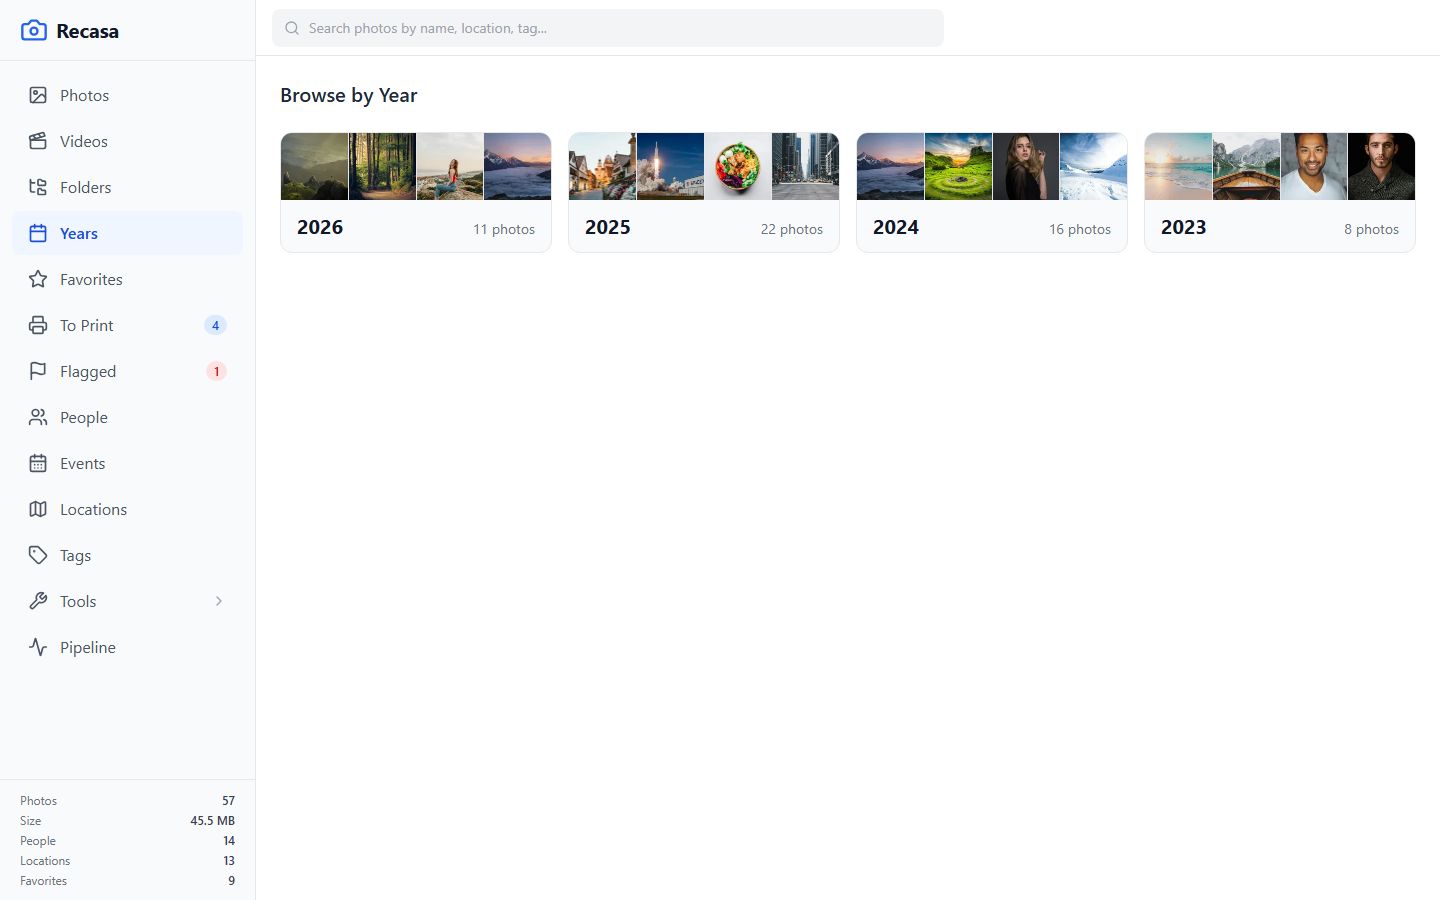 Recasa
Search photos by name, location, tag...
Photos
Videos
Folders
Years
Favorites
To Print 4
Flagged 1
People
Events
Locations
Tags
Tools
Pipeline
Photos 57
Size 45.5 MB
People 14
Locations 13
Favorites 9
Browse by Year
2026 11 photos
2025 22 photos
2024 16 photos
2023 8 photos